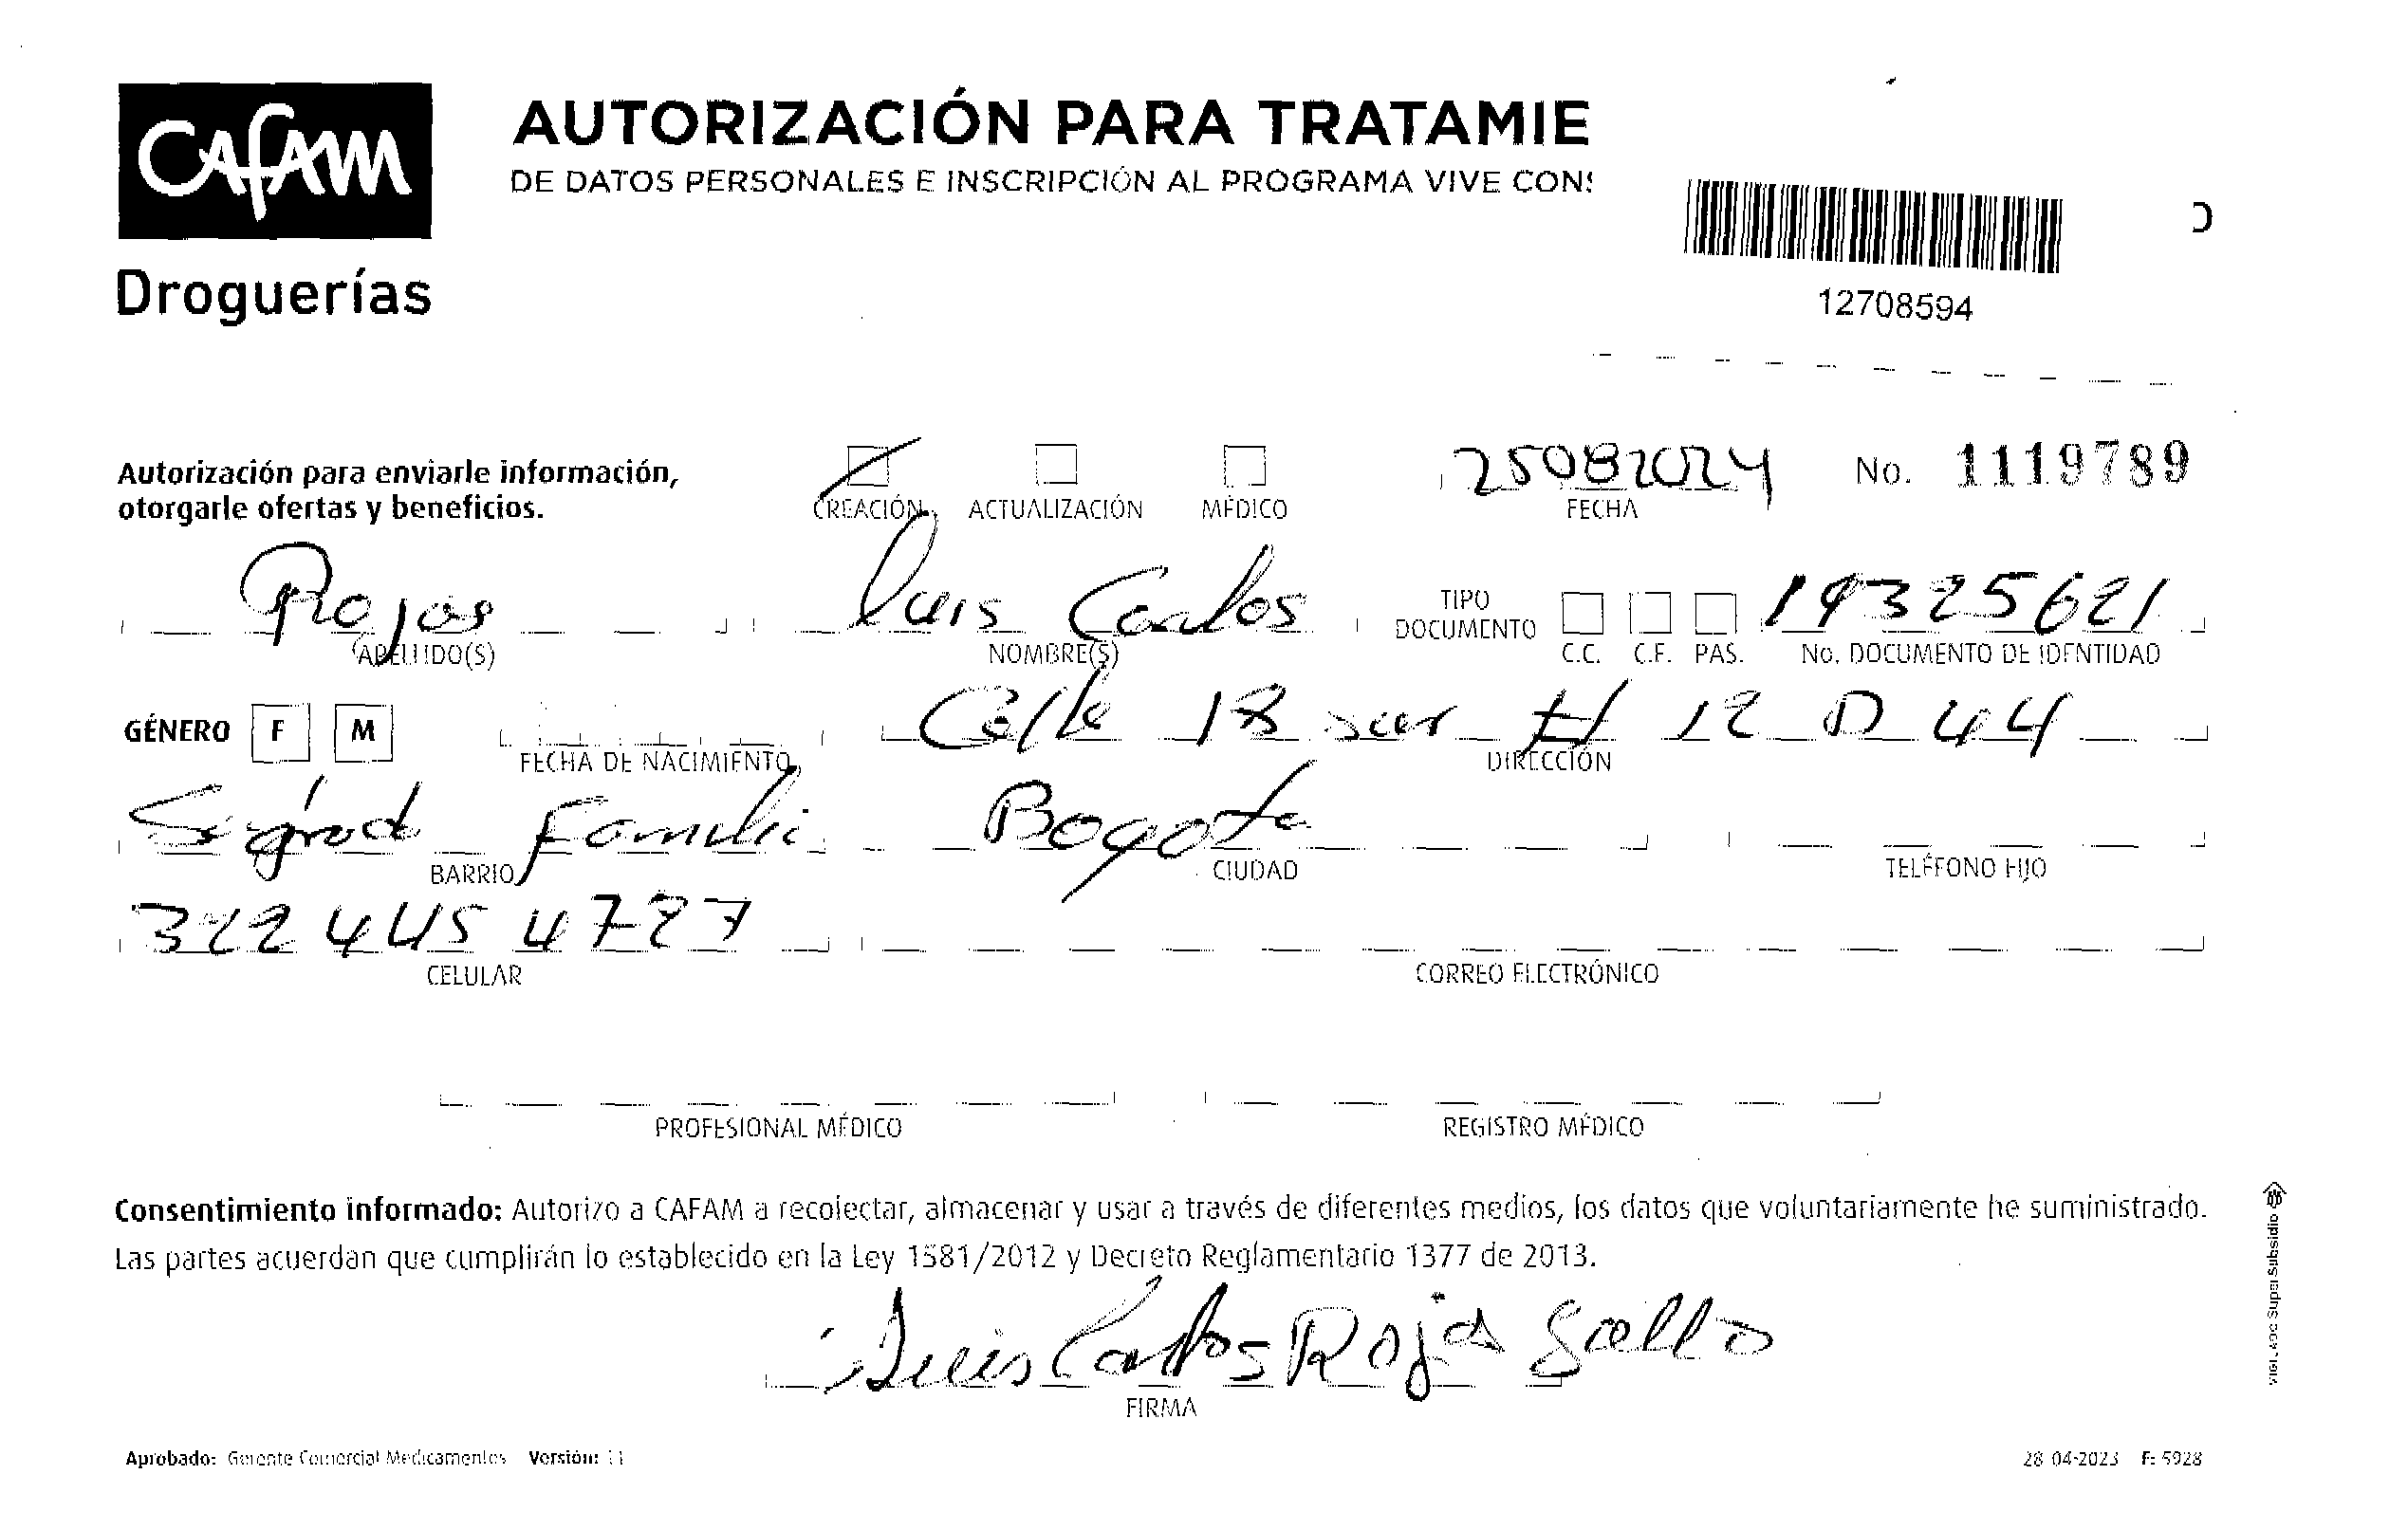 CAFAM
Droguerías
AUTORIZACIÓN PARA TRATAMIE
DE DATOS PERSONALES E INSCRIPCIÓN AL PROGRAMA VIVE CONS
O
12708594
Autorización para enviarle información,
otorgarle ofertas y beneficios.
CREACIÓN ACTUALIZACIÓN MÉDICO
25082024
FECHA
No. 1119789
Rojas
APELLIDO(S)
Luis Carlos
NOMBRE(S)
TIPO
DOCUMENTO
C.C. C.E. PAS.
19325621
No. DOCUMENTO DE IDENTIDAD
GÉNERO F M
FECHA DE NACIMIENTO
Calle 18 sur # 12 D 44
DIRECCIÓN
Sagrada Familia
BARRIO
Bogota
CIUDAD
TELÉFONO FIJO
322 445 4727
CELULAR
CORREO ELECTRÓNICO
PROFESIONAL MÉDICO
REGISTRO MÉDICO
Consentimiento informado: Autorizo a CAFAM a recolectar, almacenar y usar a través de diferentes medios, los datos que voluntariamente he suministrado.
Las partes acuerdan que cumplirán lo establecido en la Ley 1581/2012 y Decreto Reglamentario 1377 de 2013.
Luis Carlos Rojas Gallo
FIRMA
Aprobado: Gerente Comercial Medicamentos Versión: 11
28-04-2023 F: 5928
VIGILADO SuperSubsidio